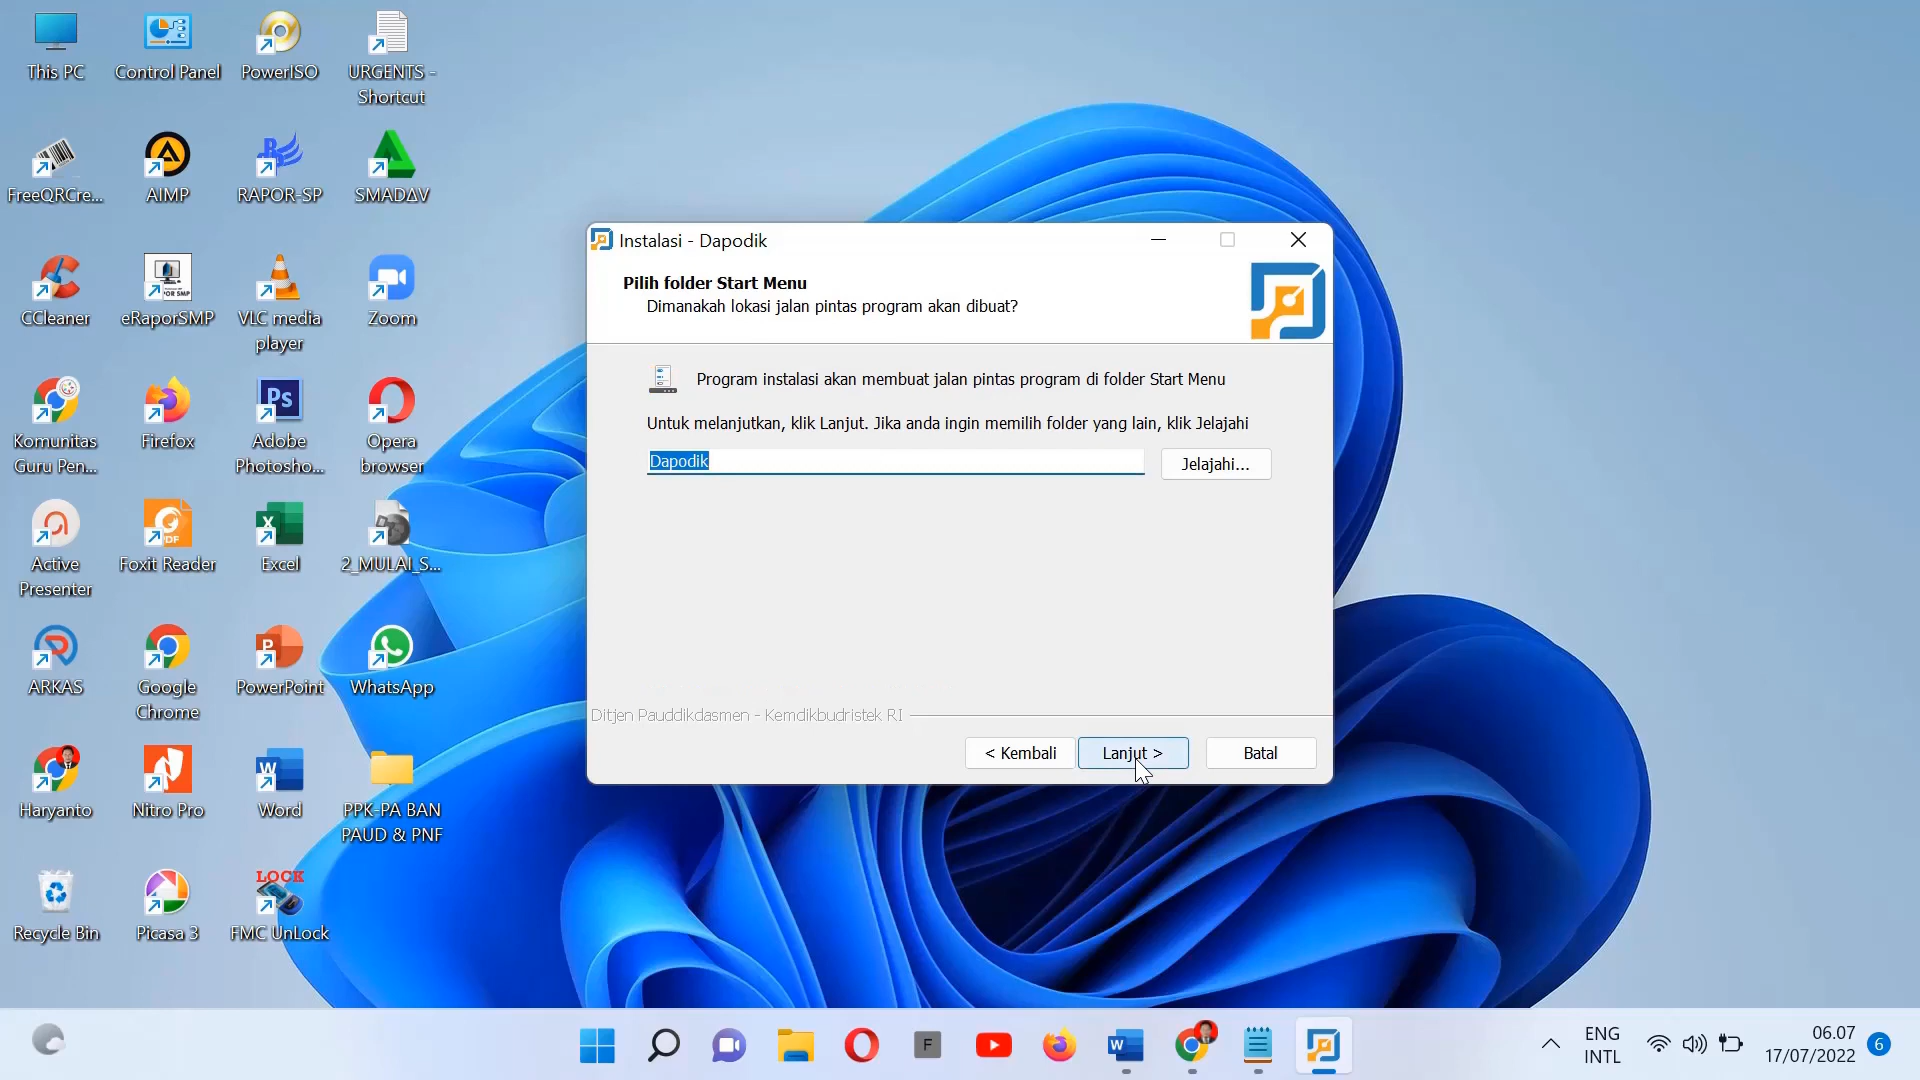 This PC
Control Panel
PowerISO
URGENTS -
Shortcut
FreeQRCre...
AIMP
RAPOR-SP
SMADAV
CCleaner
eRaporSMP
VLC media
player
Zoom
Komunitas
Guru Pen...
Firefox
Ps
Adobe
Photosho...
Opera
browser
Active
Presenter
PDF
Foxit Reader
X
Excel
2_MULAI_S...
ARKAS
Google
Chrome
P
PowerPoint
WhatsApp
Haryanto
Nitro Pro
W
Word
PPK-PA BAN
PAUD & PNF
Recycle Bin
Picasa 3
LOCK
FMC UnLock
Instalasi - Dapodik
Pilih folder Start Menu
Dimanakah lokasi jalan pintas program akan dibuat?
Program instalasi akan membuat jalan pintas program di folder Start Menu
Untuk melanjutkan, klik Lanjut. Jika anda ingin memilih folder yang lain, klik Jelajahi
Dapodik
Jelajahi...
Ditjen Pauddikdasmen - Kemdikbudristek RI
< Kembali
Lanjut >
Batal
F
W
ENG
INTL
06.07
17/07/2022
6